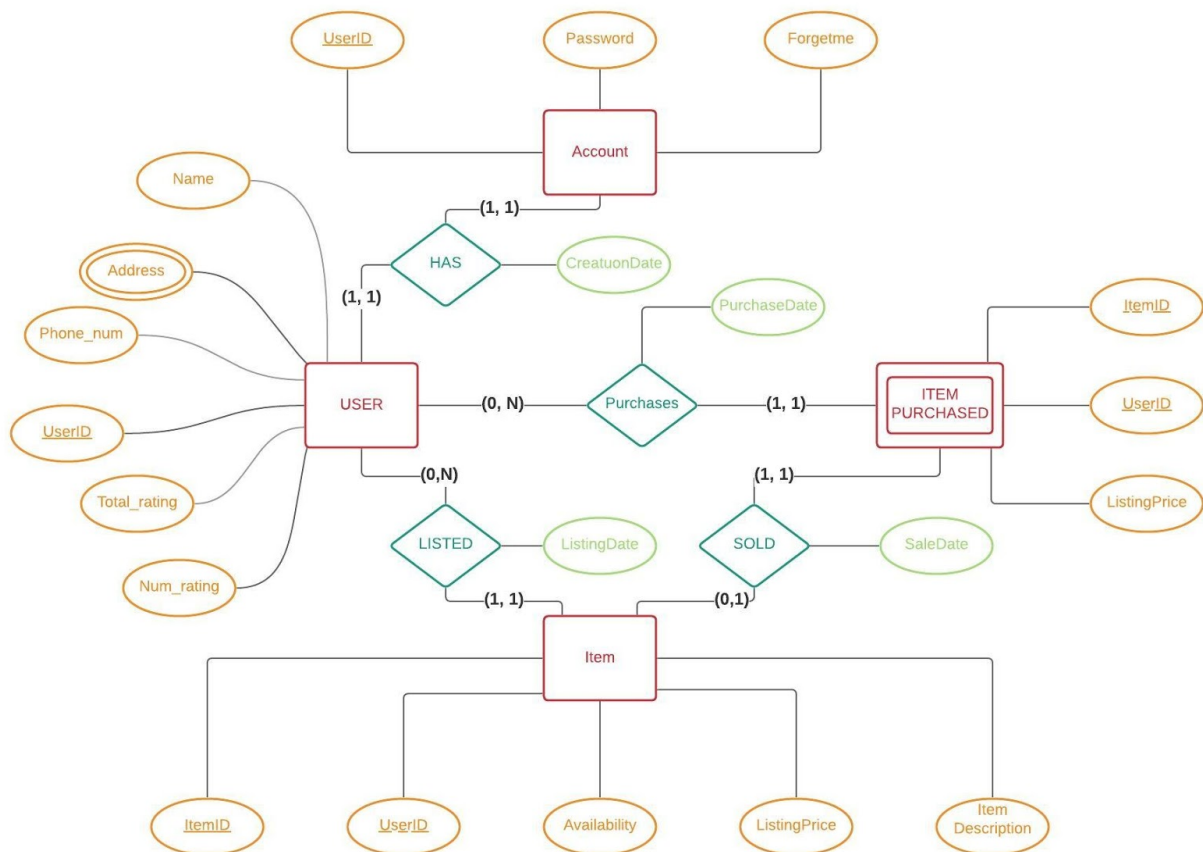 UserID
Password
Forgetme
Account
Name
(1, 1)
HAS
CreatuonDate
Address
(1, 1)
PurchaseDate
ItemID
Phone_num
USER
(0, N)
Purchases
(1, 1)
ITEM
PURCHASED
UserID
UserID
Total_rating
(0,N)
(1, 1)
ListingPrice
LISTED
ListingDate
SOLD
SaleDate
Num_rating
(1, 1)
(0,1)
Item
ItemID
UserID
Availability
ListingPrice
Item
Description